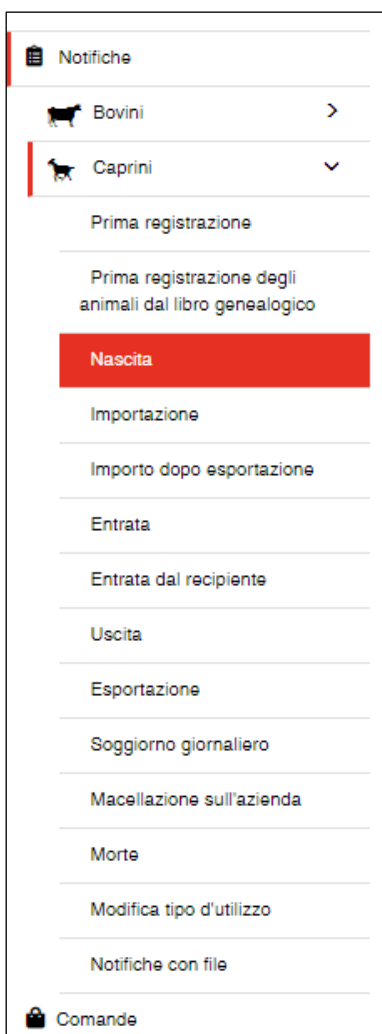 Notifiche
Bovini
Caprini
Prima registrazione
Prima registrazione degli
animali dal libro genealogico
Nascita
Importazione
Importo dopo esportazione
Entrata
Entrata dal recipiente
Uscita
Esportazione
Soggiorno giornaliero
Macellazione sull'azienda
Morte
Modifica tipo d'utilizzo
Notifiche con file
Comande